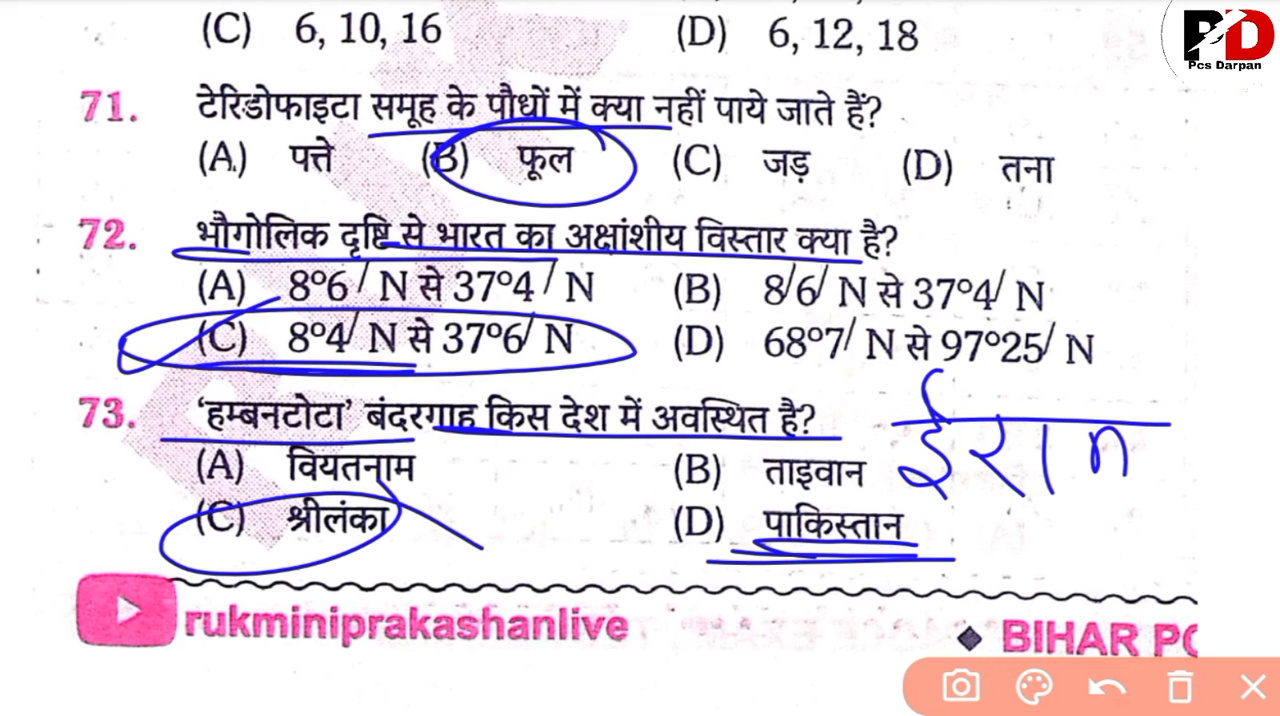 (C) 6, 10, 16 (D) 6, 12, 18
PD
Pcs Darpan
71. टेरिडोफाइटा समूह के पौधों में क्या नहीं पाये जाते हैं?
(A) पत्ते (B) फूल (C) जड़ (D) तना
72. भौगोलिक दृष्टि से भारत का अक्षांशीय विस्तार क्या है?
(A) 8°6/ N से 37°4/ N (B) 8/6/ N से 37°4/ N
(C) 8°4/ N से 37°6/ N (D) 68°7/ N से 97°25/ N
73. 'हम्बनटोटा' बंदरगाह किस देश में अवस्थित है?
ईरान
(A) वियतनाम (B) ताइवान
(C) श्रीलंका (D) पाकिस्तान
rukminiprakashanlive
BIHAR PO